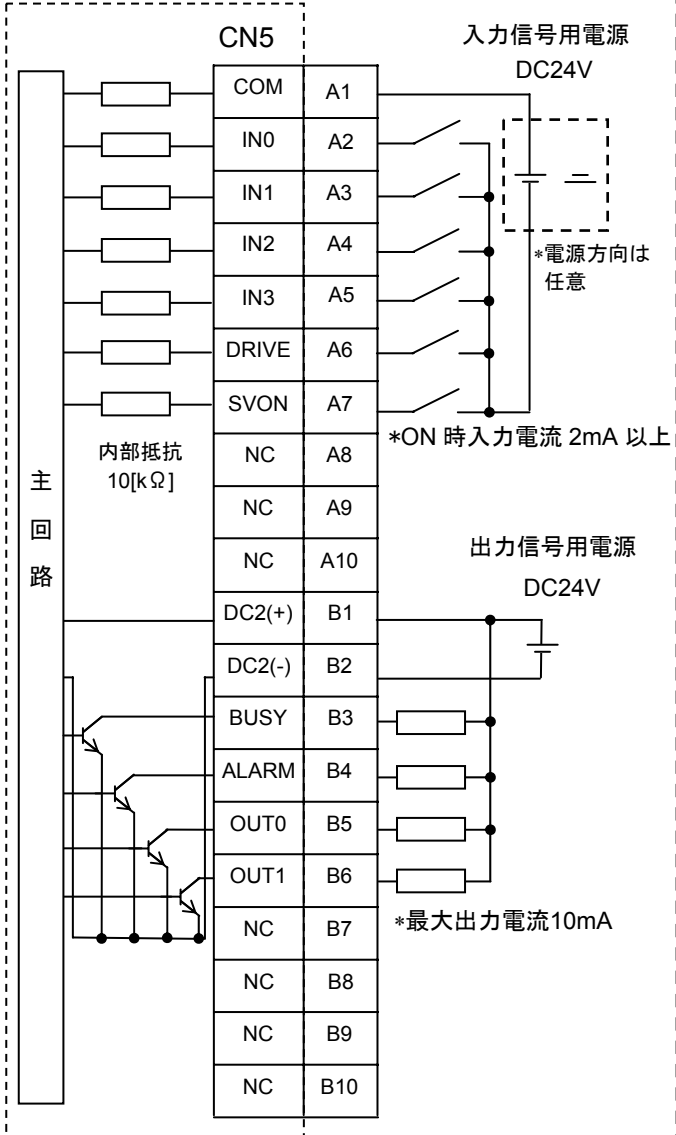 CN5
入力信号用電源
DC24V
COM A1
IN0 A2
IN1 A3
IN2 A4
IN3 A5
DRIVE A6
SVON A7
*電源方向は
任意
*ON 時入力電流 2mA 以上
内部抵抗
10[kΩ]
主
回
路
NC A8
NC A9
NC A10
出力信号用電源
DC24V
DC2(+) B1
DC2(-) B2
BUSY B3
ALARM B4
OUT0 B5
OUT1 B6
*最大出力電流10mA
NC B7
NC B8
NC B9
NC B10